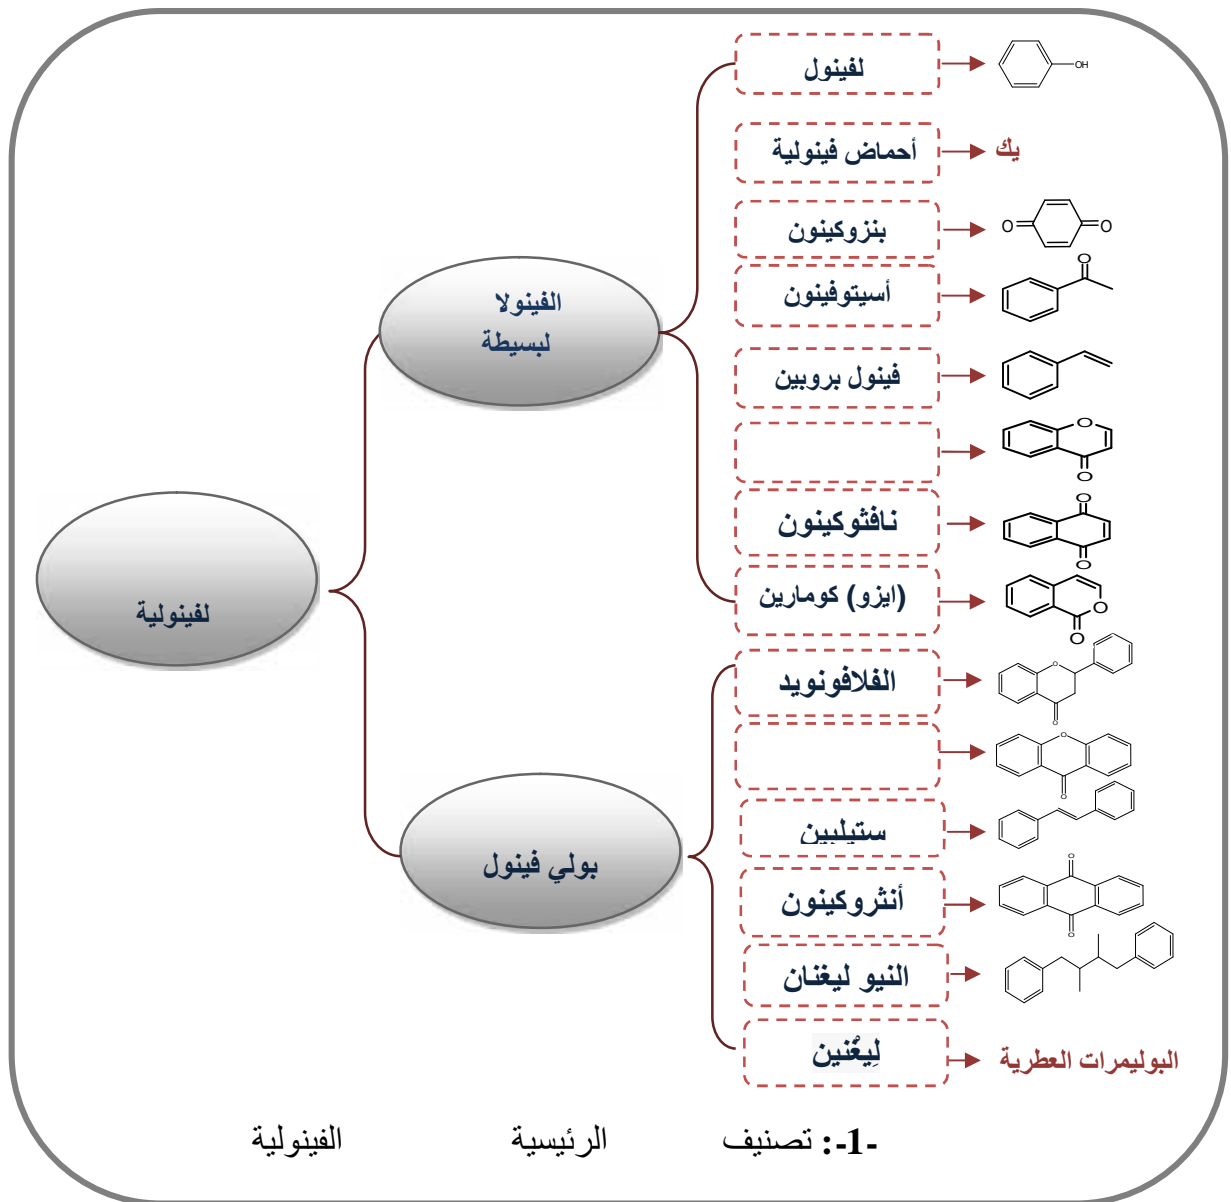 لفينول
OH
أحماض فينولية
يك
بنزوكينون
O
O
أسيتوفينون
O
الفينولا
لبسيطة
فينول بروبين
O
O
نافثوكينون
O
O
(ايزو) كومارين
O
O
لفينولية
الفلافونويد
O
O
O
O
ستيلبين
بولي فينول
أنثروكينون
O
O
النيو ليغنان
لِيغْنين
البوليمرات العطرية
-1-: تصنيف الرئيسية الفينولية